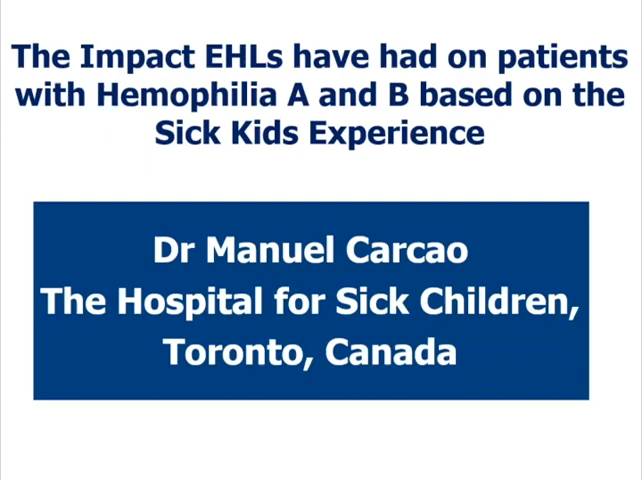 The Impact EHLs have had on patients
with Hemophilia A and B based on the
Sick Kids Experience
Dr Manuel Carcao
The Hospital for Sick Children,
Toronto, Canada